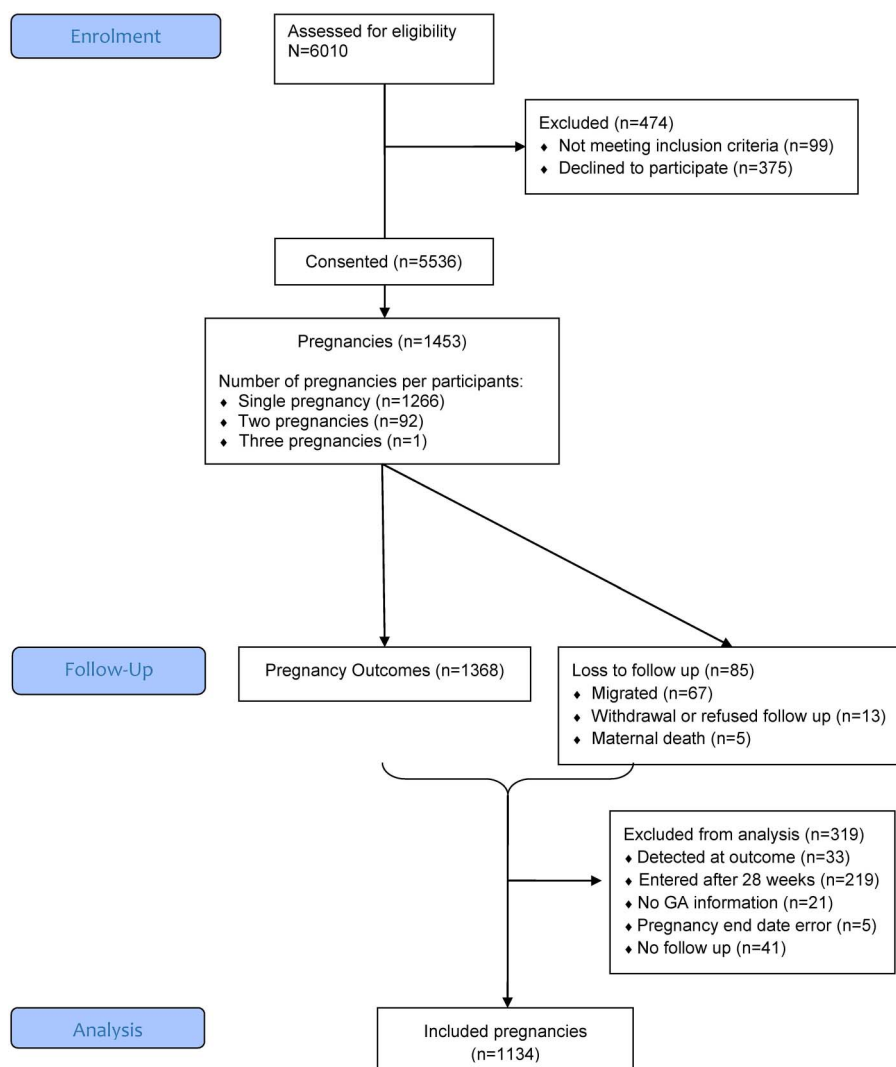 Enrolment
Assessed for eligibility
N=6010
Excluded (n=474)
♦ Not meeting inclusion criteria (n=99)
♦ Declined to participate (n=375)
Consented (n=5536)
Pregnancies (n=1453)
Number of pregnancies per participants:
♦ Single pregnancy (n=1266)
♦ Two pregnancies (n=92)
♦ Three pregnancies (n=1)
Follow-Up
Pregnancy Outcomes (n=1368)
Loss to follow up (n=85)
♦ Migrated (n=67)
♦ Withdrawal or refused follow up (n=13)
♦ Maternal death (n=5)
Excluded from analysis (n=319)
♦ Detected at outcome (n=33)
♦ Entered after 28 weeks (n=219)
♦ No GA information (n=21)
♦ Pregnancy end date error (n=5)
♦ No follow up (n=41)
Analysis
Included pregnancies
(n=1134)